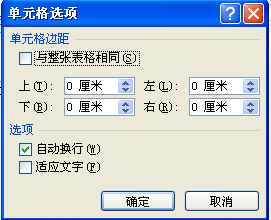 单元格选项
单元格边距
与整张表格相同(S)
上(T): 0 厘米 左(L): 0 厘米
下(B): 0 厘米 右(R): 0 厘米
选项
自动换行(W)
适应文字(F)
确定 取消